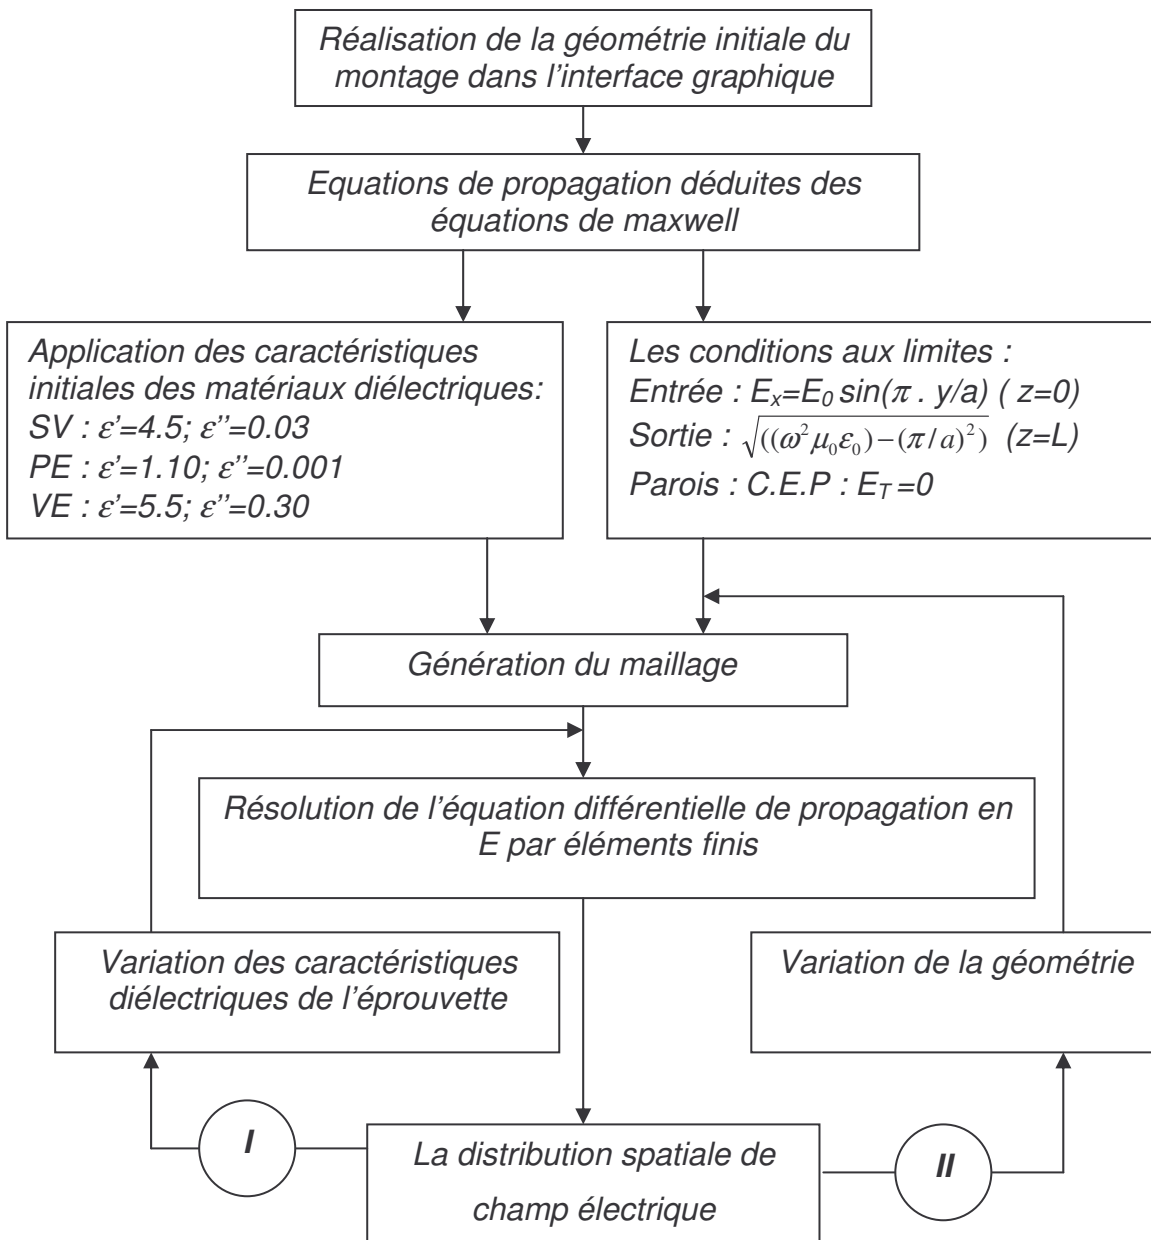 Réalisation de la géométrie initiale du
montage dans l'interface graphique
Equations de propagation déduites des
équations de maxwell
Application des caractéristiques
initiales des matériaux diélectriques:
SV : ε'=4.5; ε''=0.03
PE : ε'=1.10; ε''=0.001
VE : ε'=5.5; ε''=0.30
Les conditions aux limites :
Entrée : Eₓ=E₀ sin(π . y/a) ( z=0)
Sortie : √((ω²μ₀ε₀)−(π/a)²) (z=L)
Parois : C.E.P : E_T =0
Génération du maillage
Résolution de l'équation différentielle de propagation en
E par éléments finis
Variation des caractéristiques
diélectriques de l'éprouvette
Variation de la géométrie
I
II
La distribution spatiale de
champ électrique